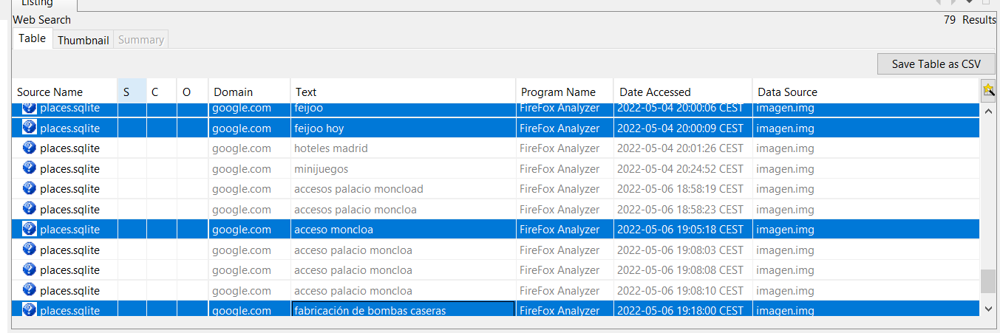 Listing
Web Search 79 Results
Table Thumbnail Summary
Save Table as CSV
Source Name S C O Domain Text Program Name Date Accessed Data Source
places.sqlite google.com feijoo FireFox Analyzer 2022-05-04 20:00:06 CEST imagen.img
places.sqlite google.com feijoo hoy FireFox Analyzer 2022-05-04 20:00:09 CEST imagen.img
places.sqlite google.com hoteles madrid FireFox Analyzer 2022-05-04 20:01:26 CEST imagen.img
places.sqlite google.com minijuegos FireFox Analyzer 2022-05-04 20:24:52 CEST imagen.img
places.sqlite google.com accesos palacio moncload FireFox Analyzer 2022-05-06 18:58:19 CEST imagen.img
places.sqlite google.com accesos palacio moncloa FireFox Analyzer 2022-05-06 18:58:23 CEST imagen.img
places.sqlite google.com acceso moncloa FireFox Analyzer 2022-05-06 19:05:18 CEST imagen.img
places.sqlite google.com acceso palacio moncloa FireFox Analyzer 2022-05-06 19:08:03 CEST imagen.img
places.sqlite google.com acceso palacio moncloa FireFox Analyzer 2022-05-06 19:08:08 CEST imagen.img
places.sqlite google.com acceso palacio moncloa FireFox Analyzer 2022-05-06 19:08:10 CEST imagen.img
places.sqlite google.com fabricación de bombas caseras FireFox Analyzer 2022-05-06 19:18:00 CEST imagen.img